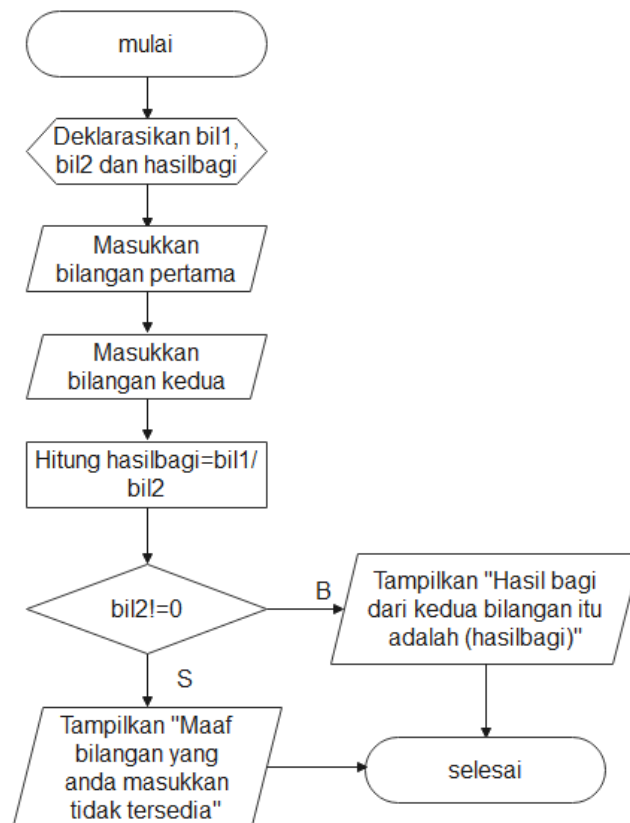 mulai
Deklarasikan bil1,
bil2 dan hasilbagi
Masukkan
bilangan pertama
Masukkan
bilangan kedua
Hitung hasilbagi=bil1/
bil2
bil2!=0
B
Tampilkan "Hasil bagi
dari kedua bilangan itu
adalah (hasilbagi)"
S
Tampilkan "Maaf
bilangan yang
anda masukkan
tidak tersedia"
selesai